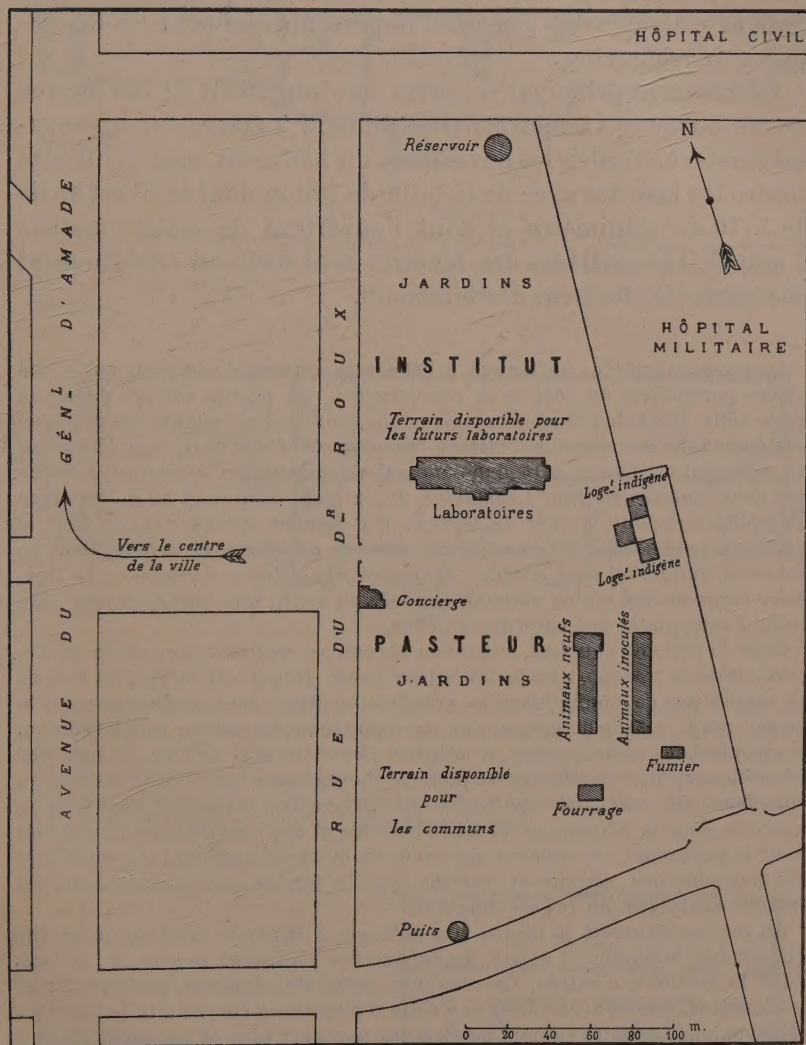 HÔPITAL CIVIL
Réservoir
N
JARDINS
HÔPITAL
MILITAIRE
INSTITUT
Terrain disponible pour
les futurs laboratoires
Laboratoires
Loget indigène
Loget indigène
AVENUE DU GÉNL D'AMADE
RUE DU DR ROUX
Vers le centre
de la ville
Concierge
PASTEUR
JARDINS
Animaux neufs
Animaux inoculés
Fumier
Fourrage
Terrain disponible
pour
les communs
Puits
0 20 40 60 80 100 m.